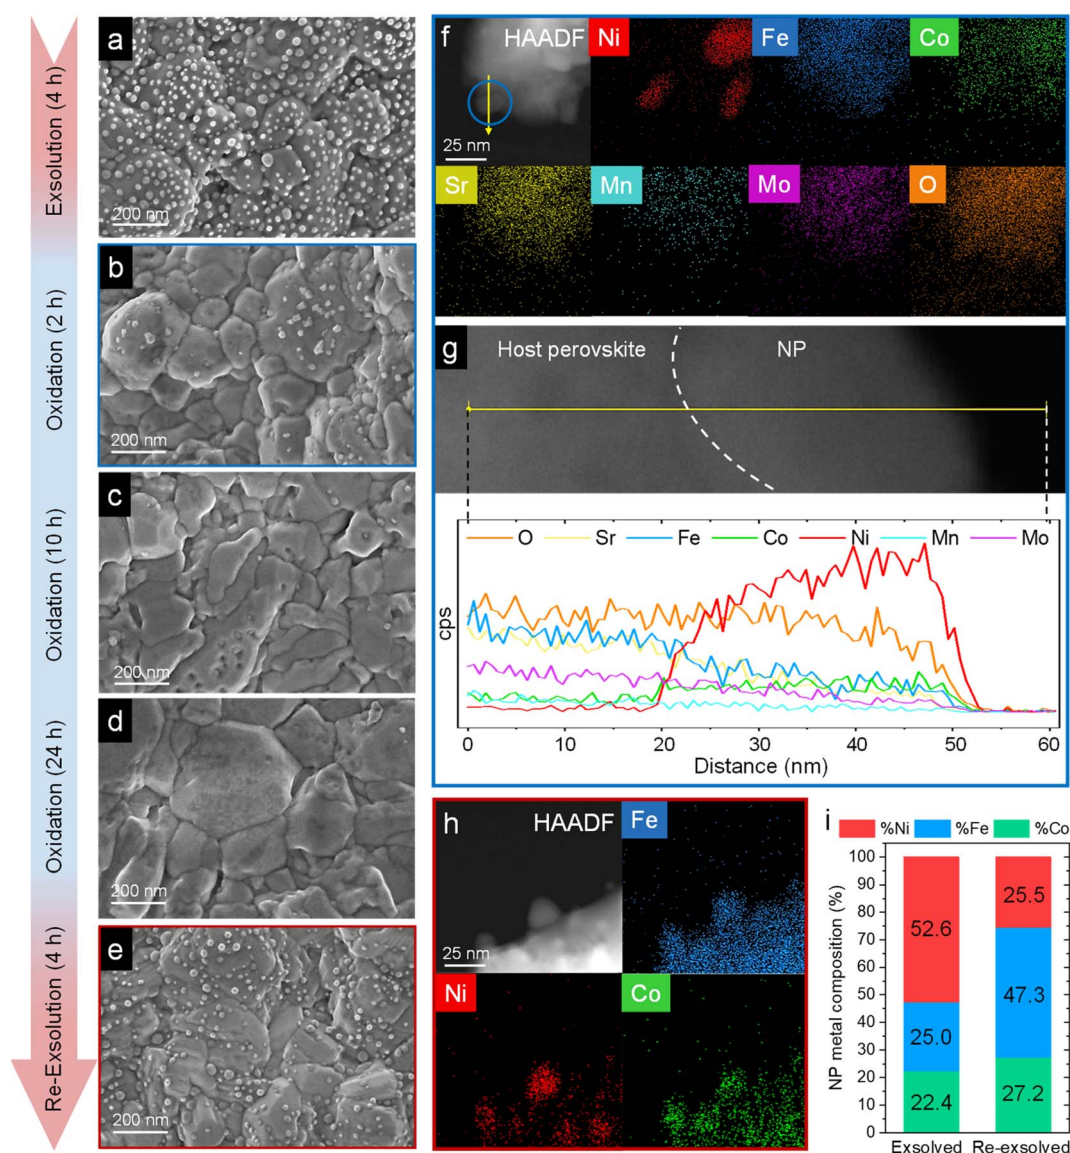 Exsolution (4 h)
Oxidation (2 h)
Oxidation (10 h)
Oxidation (24 h)
Re-Exsolution (4 h)
a
200 nm
b
200 nm
c
200 nm
d
200 nm
e
200 nm
f
HAADF
25 nm
Ni
Fe
Co
Sr
Mn
Mo
O
g
Host perovskite
NP
O Sr Fe Co Ni Mn Mo
cps
0 10 20 30 40 50 60
Distance (nm)
h
HAADF
25 nm
Fe
Ni
Co
i
%Ni %Fe %Co
NP metal composition (%)
100
90
80
70
60
50
40
30
20
10
0
52.6
25.0
22.4
25.5
47.3
27.2
Exsolved Re-exsolved